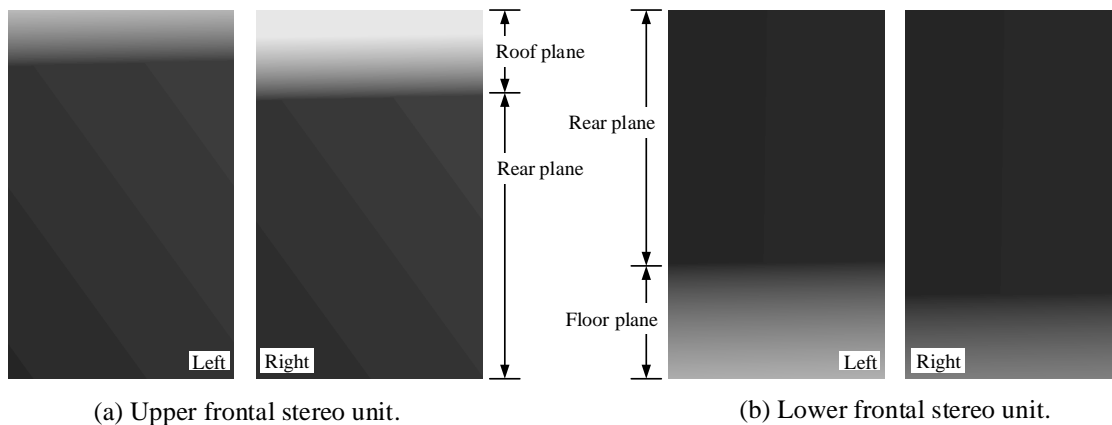 Roof plane
Rear plane
Left
Right
(a) Upper frontal stereo unit.
Rear plane
Floor plane
Left
Right
(b) Lower frontal stereo unit.